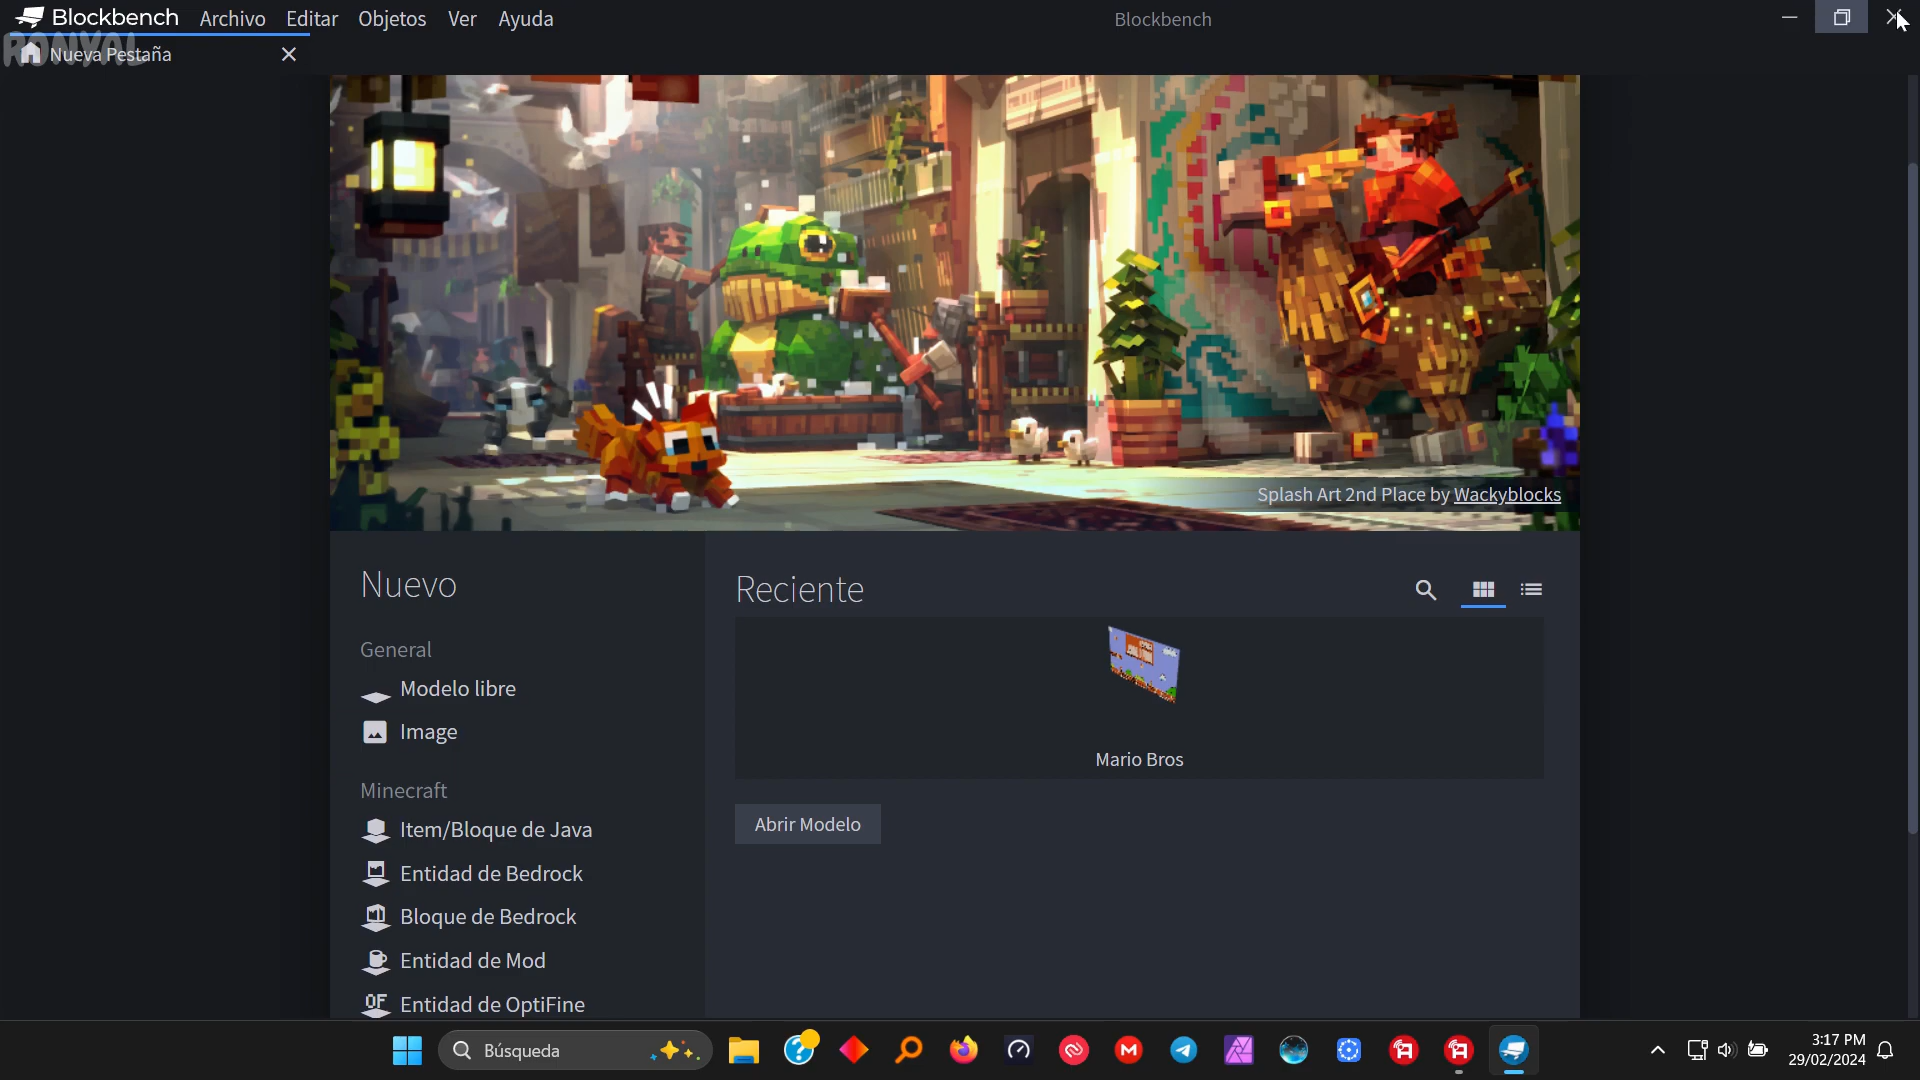 Blockbench Archivo Editar Objetos Ver Ayuda Blockbench
RONYAL
Nueva Pestaña
Splash Art 2nd Place by Wackyblocks
Nuevo
General
Modelo libre
Image
Minecraft
Item/Bloque de Java
Entidad de Bedrock
Bloque de Bedrock
Entidad de Mod
OF Entidad de OptiFine
Reciente
Mario Bros
Abrir Modelo
Búsqueda
3:17 PM
29/02/2024